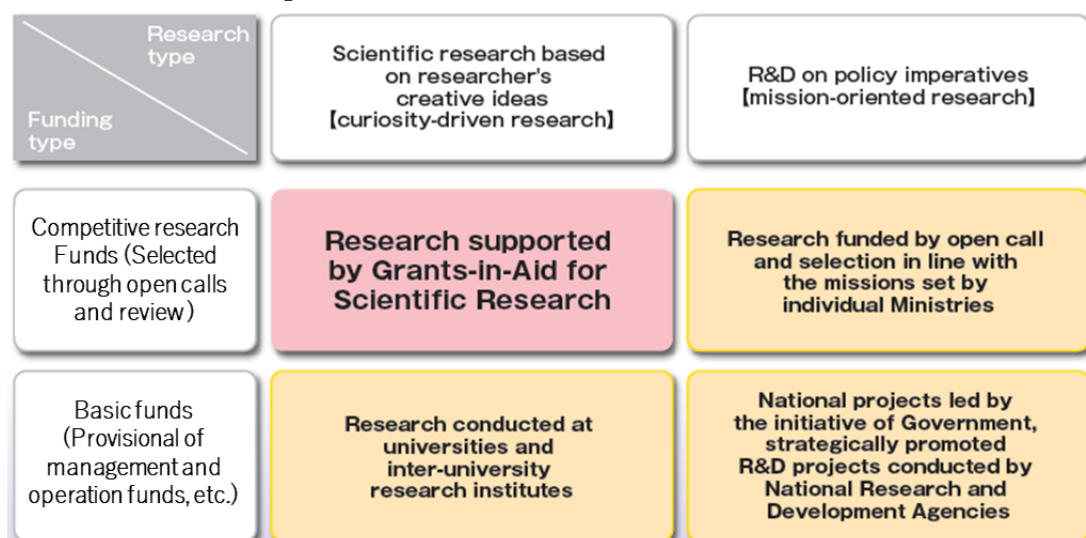 Research
type
Funding
type
Scientific research based
on researcher's
creative ideas
【curiosity-driven research】
R&D on policy imperatives
【mission-oriented research】
Competitive research
Funds (Selected
through open calls
and review)
Research supported
by Grants-in-Aid for
Scientific Research
Research funded by open call
and selection in line with
the missions set by
individual Ministries
Basic funds
(Provisional of
management and
operation funds, etc.)
Research conducted at
universities and
inter-university
research institutes
National projects led by
the initiative of Government,
strategically promoted
R&D projects conducted by
National Research and
Development Agencies